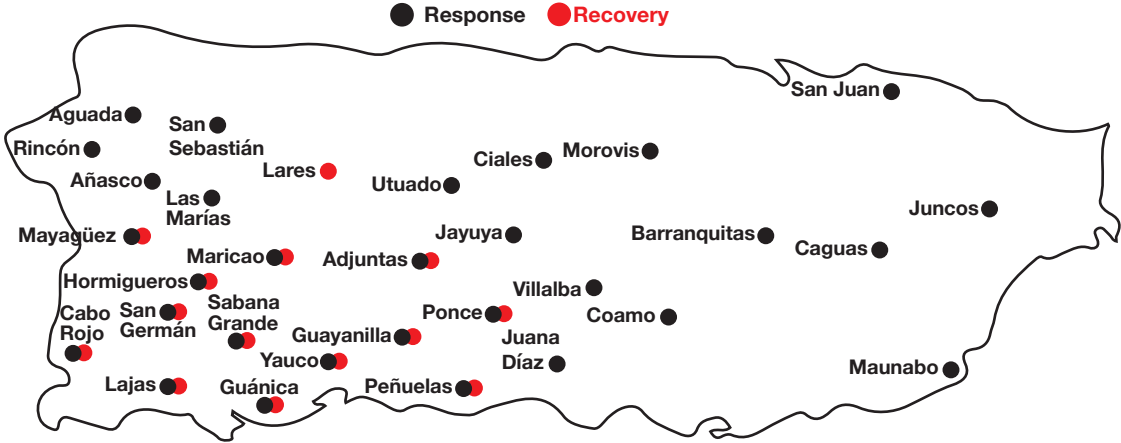 Response Recovery
San Juan
Aguada
San
Sebastián
Rincón
Ciales
Morovis
Lares
Añasco
Utuado
Las
Marías
Juncos
Mayagüez
Jayuya
Barranquitas
Caguas
Maricao
Adjuntas
Hormigueros
Villalba
Cabo
Rojo
San
Germán
Sabana
Grande
Ponce
Coamo
Guayanilla
Juana
Díaz
Yauco
Maunabo
Lajas
Guánica
Peñuelas